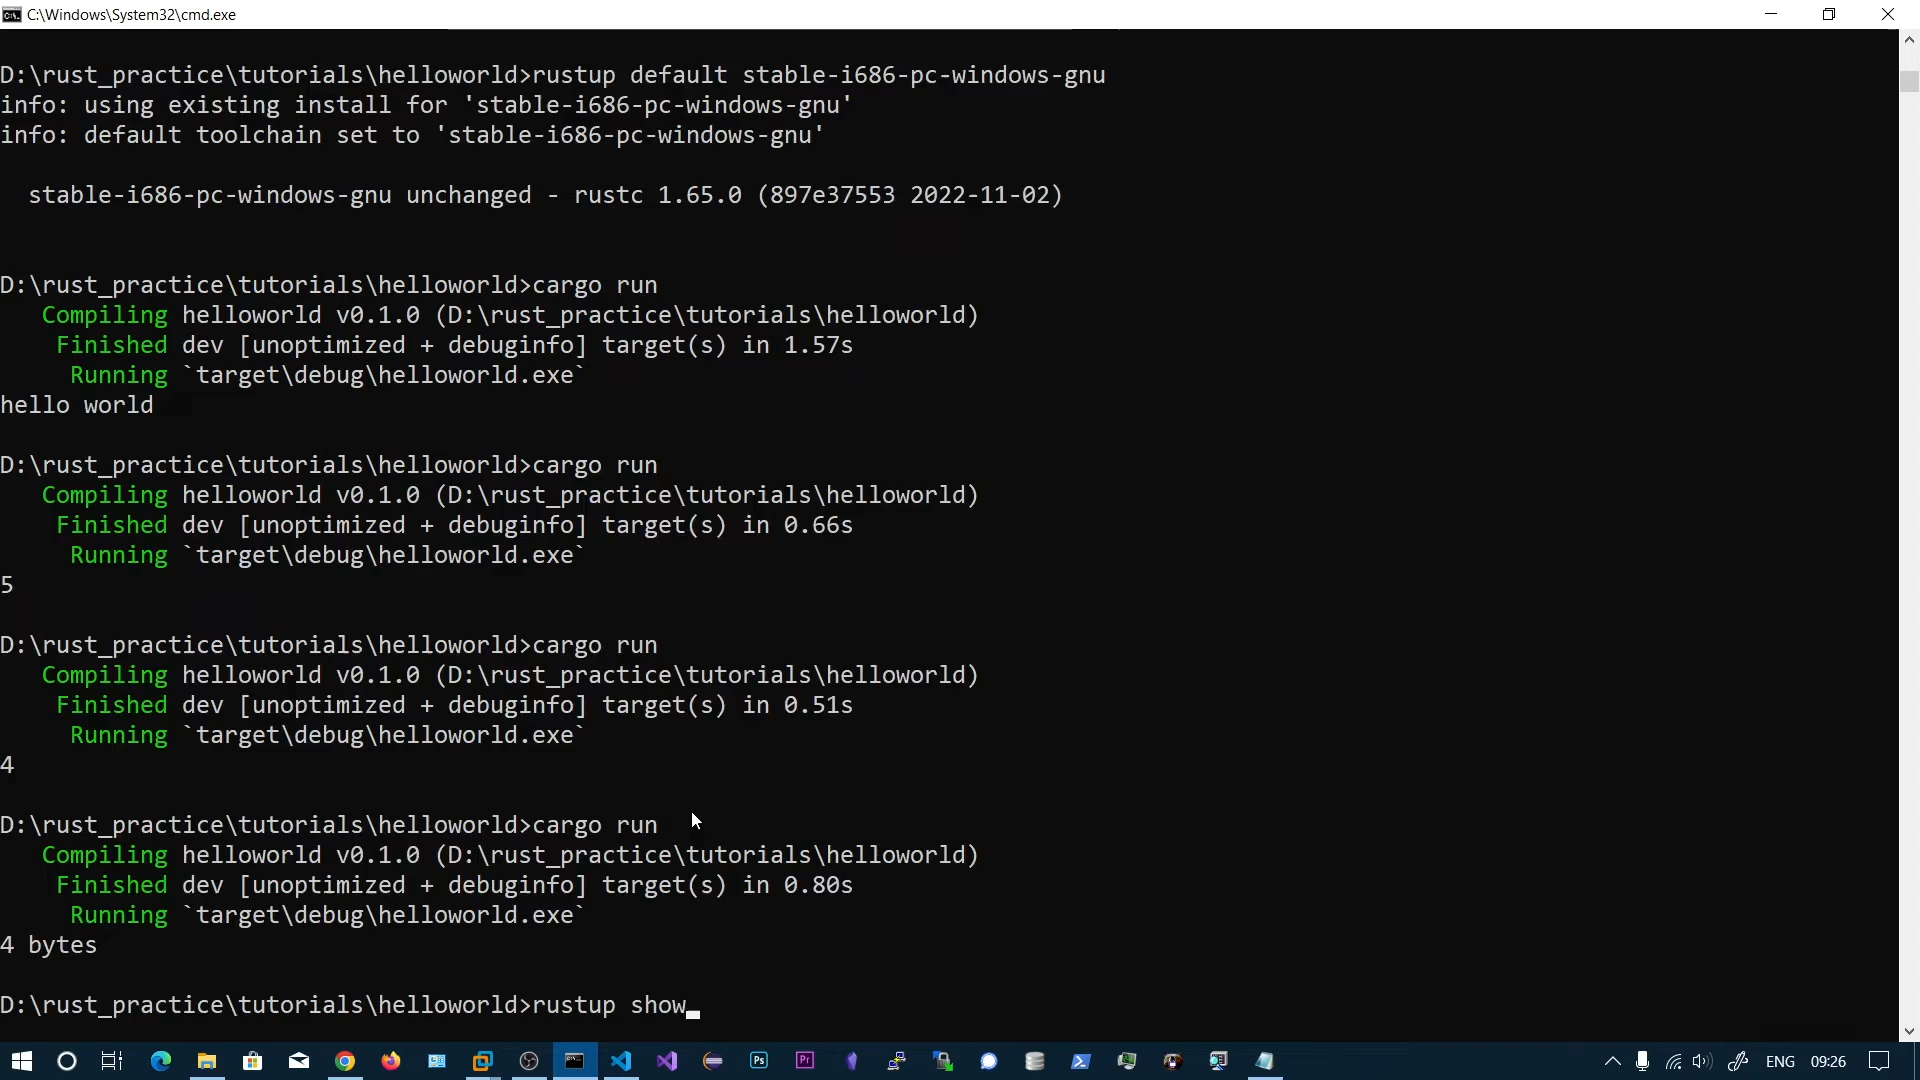 C:\Windows\System32\cmd.exe
D:\rust_practice\tutorials\helloworld>rustup default stable-i686-pc-windows-gnu
info: using existing install for 'stable-i686-pc-windows-gnu'
info: default toolchain set to 'stable-i686-pc-windows-gnu'
  stable-i686-pc-windows-gnu unchanged - rustc 1.65.0 (897e37553 2022-11-02)
D:\rust_practice\tutorials\helloworld>cargo run
   Compiling helloworld v0.1.0 (D:\rust_practice\tutorials\helloworld)
    Finished dev [unoptimized + debuginfo] target(s) in 1.57s
     Running `target\debug\helloworld.exe`
hello world
D:\rust_practice\tutorials\helloworld>cargo run
   Compiling helloworld v0.1.0 (D:\rust_practice\tutorials\helloworld)
    Finished dev [unoptimized + debuginfo] target(s) in 0.66s
     Running `target\debug\helloworld.exe`
5
D:\rust_practice\tutorials\helloworld>cargo run
   Compiling helloworld v0.1.0 (D:\rust_practice\tutorials\helloworld)
    Finished dev [unoptimized + debuginfo] target(s) in 0.51s
     Running `target\debug\helloworld.exe`
4
D:\rust_practice\tutorials\helloworld>cargo run
   Compiling helloworld v0.1.0 (D:\rust_practice\tutorials\helloworld)
    Finished dev [unoptimized + debuginfo] target(s) in 0.80s
     Running `target\debug\helloworld.exe`
4 bytes
D:\rust_practice\tutorials\helloworld>rustup show
Ps Pr ENG 09:26